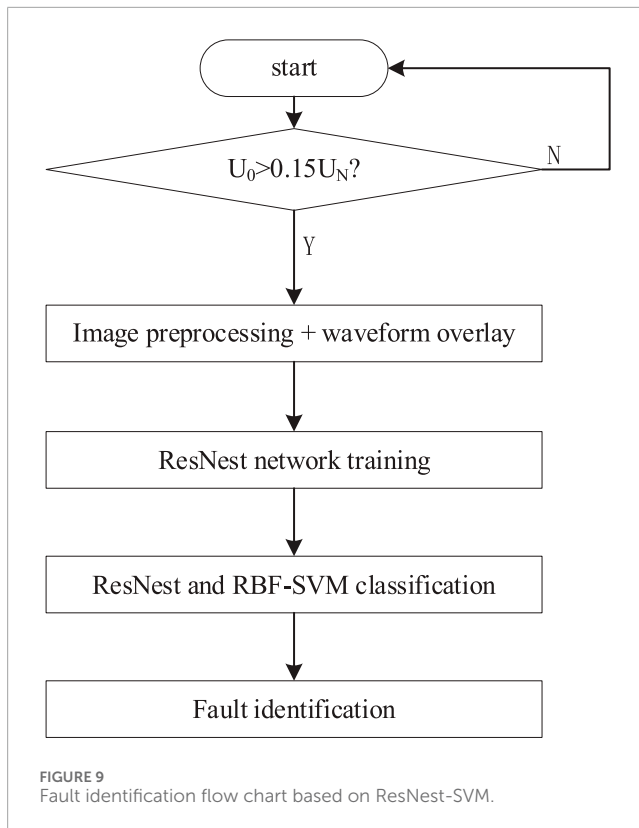 start
U₀>0.15U_N?
N
Y
Image preprocessing + waveform overlay
ResNest network training
ResNest and RBF-SVM classification
Fault identification
FIGURE 9
Fault identification flow chart based on ResNest-SVM.